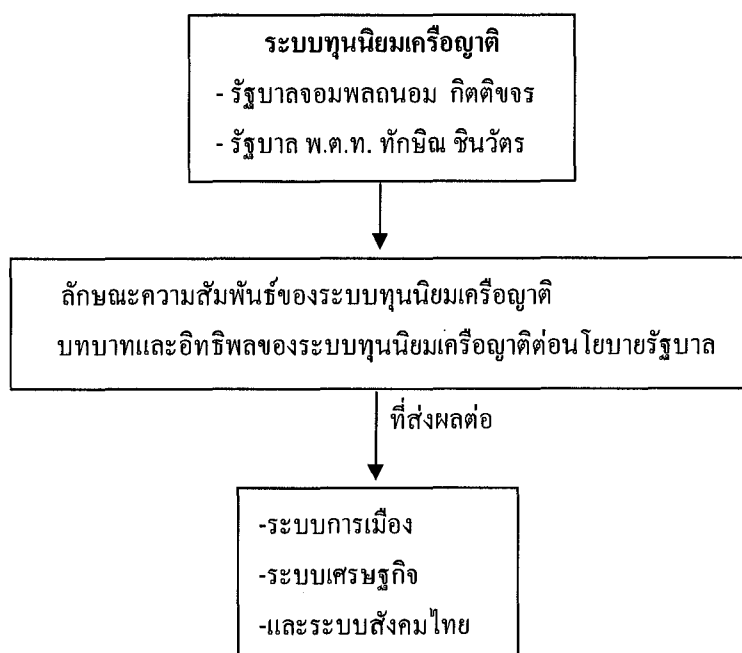 ระบบทุนนิยมเครือญาติ
- รัฐบาลจอมพลถนอม กิตติขจร
- รัฐบาล พ.ต.ท. ทักษิณ ชินวัตร
ลักษณะความสัมพันธ์ของระบบทุนนิยมเครือญาติ
บทบาทและอิทธิพลของระบบทุนนิยมเครือญาติต่อนโยบายรัฐบาล
ที่ส่งผลต่อ
-ระบบการเมือง
-ระบบเศรษฐกิจ
-และระบบสังคมไทย